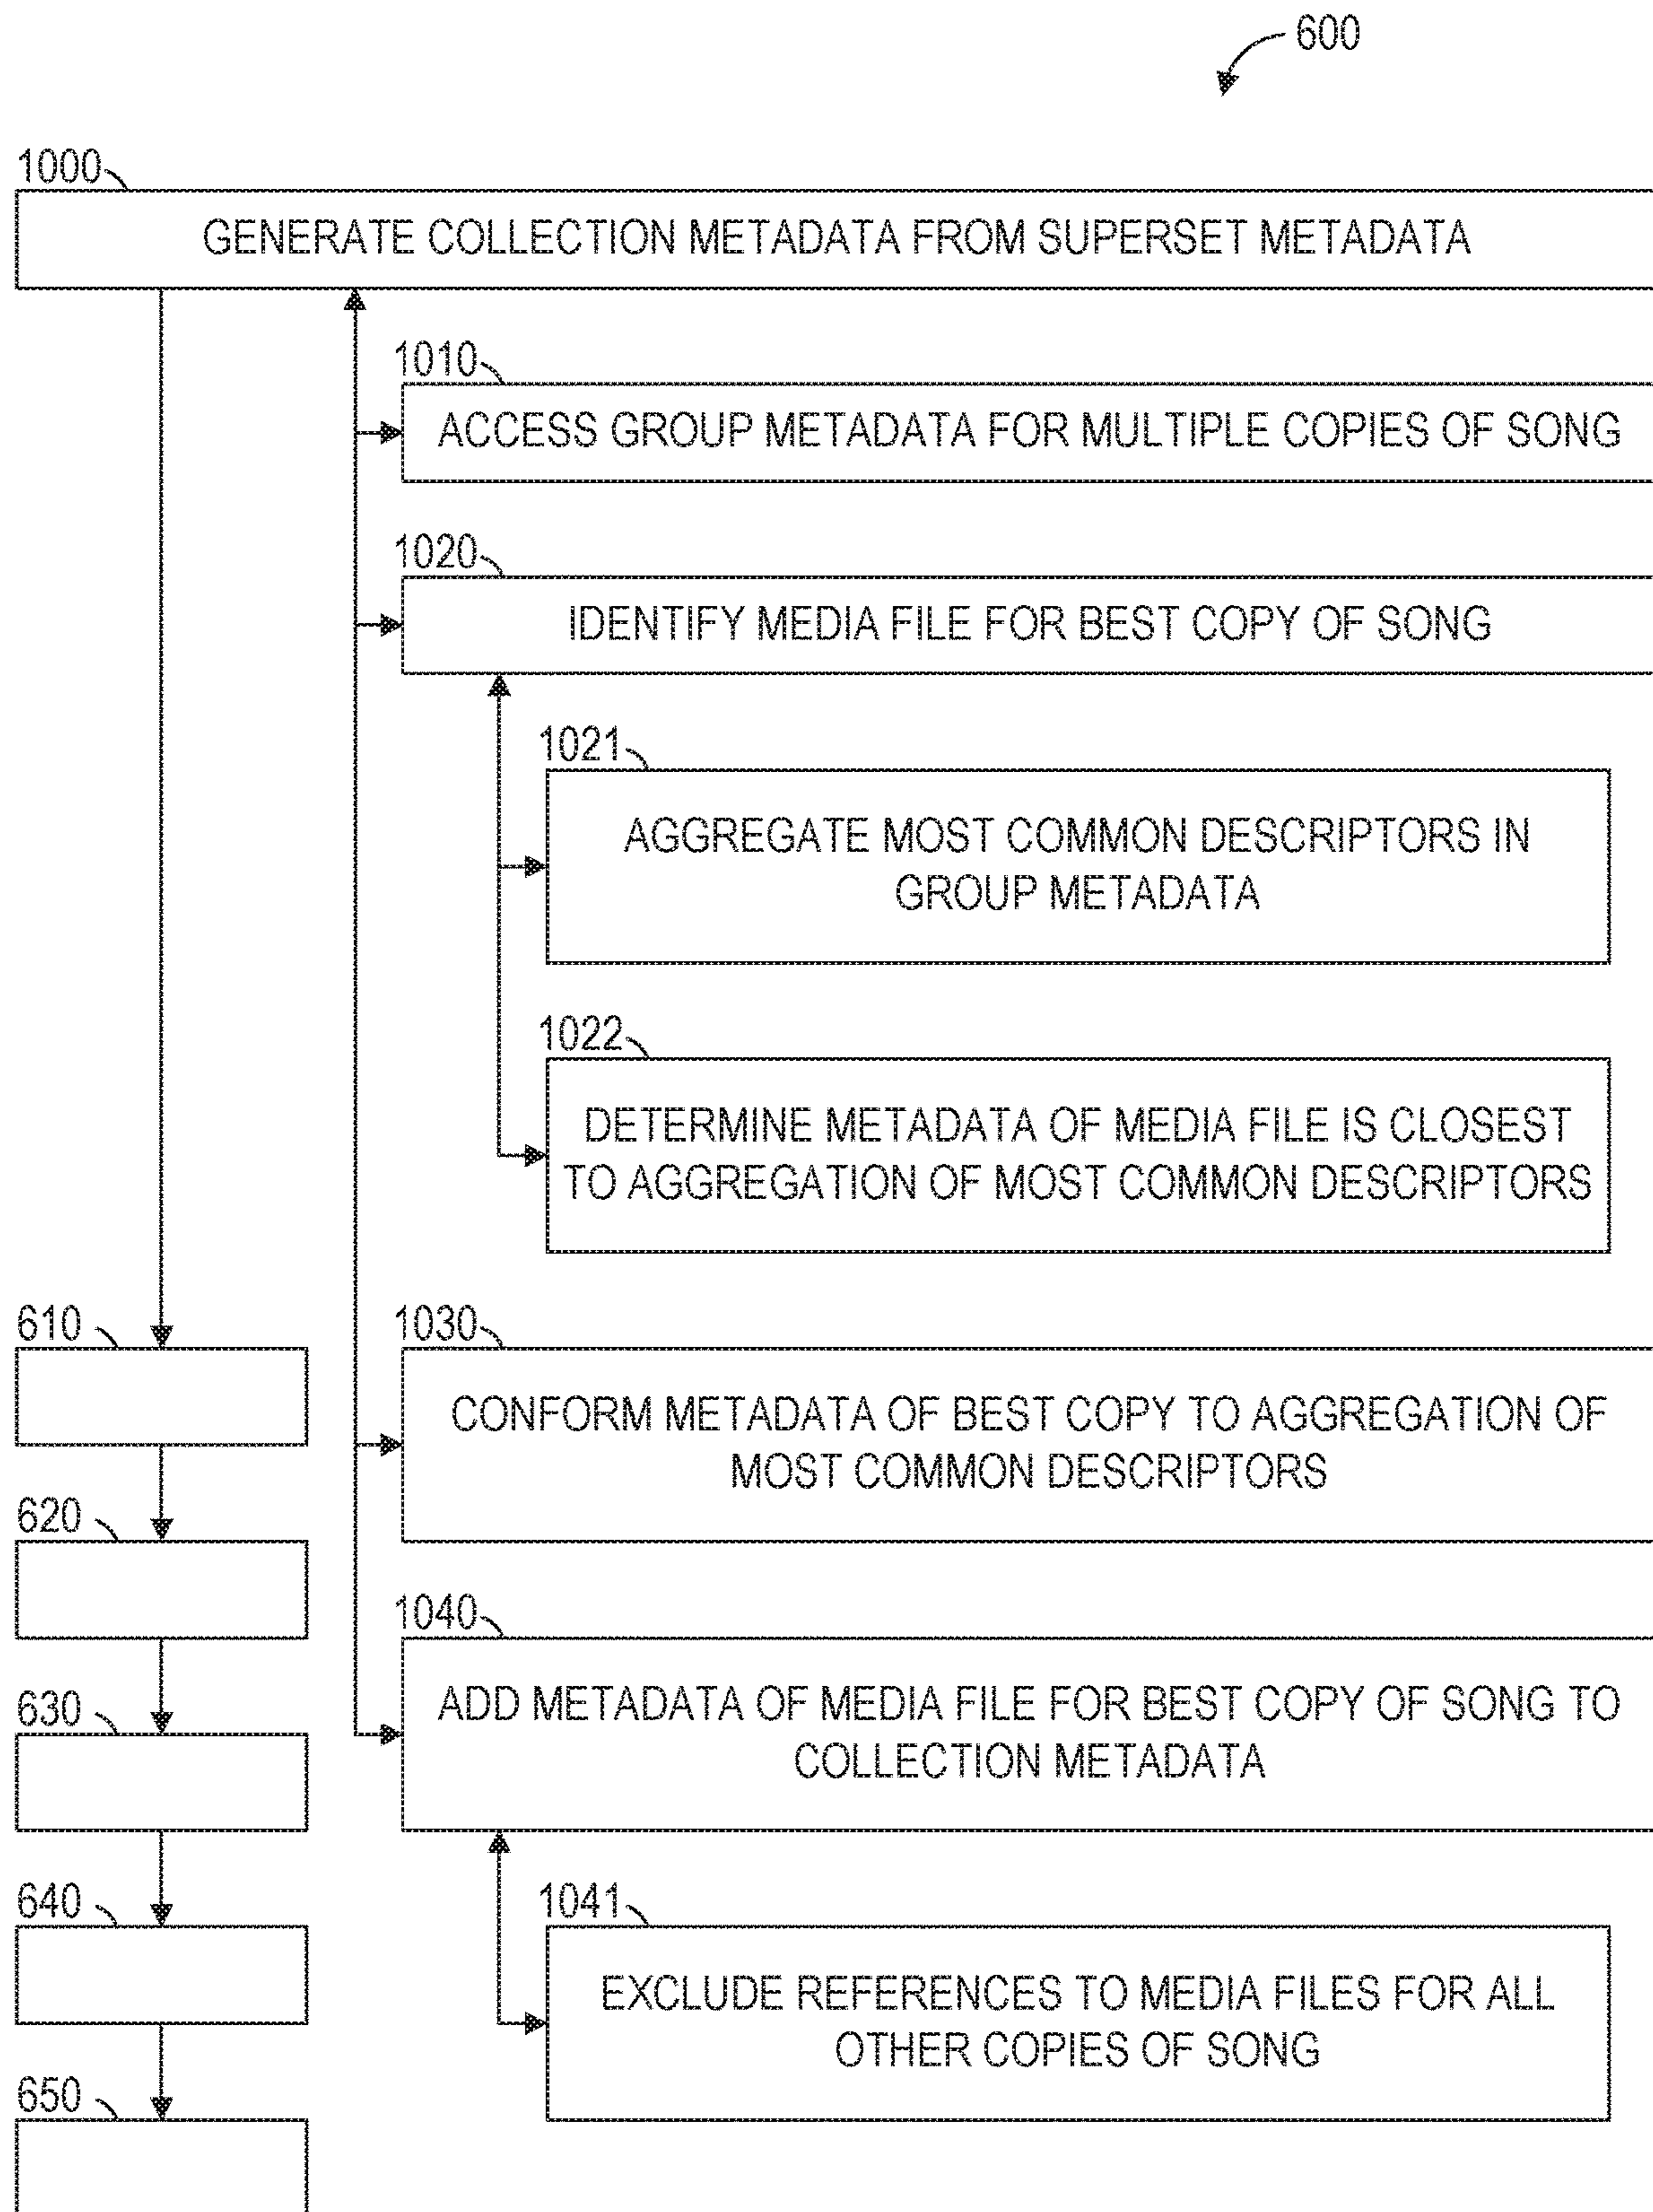 600
1000
GENERATE COLLECTION METADATA FROM SUPERSET METADATA
1010
ACCESS GROUP METADATA FOR MULTIPLE COPIES OF SONG
1020
IDENTIFY MEDIA FILE FOR BEST COPY OF SONG
1021
AGGREGATE MOST COMMON DESCRIPTORS IN
GROUP METADATA
1022
DETERMINE METADATA OF MEDIA FILE IS CLOSEST
TO AGGREGATION OF MOST COMMON DESCRIPTORS
610
1030
CONFORM METADATA OF BEST COPY TO AGGREGATION OF
MOST COMMON DESCRIPTORS
620
1040
ADD METADATA OF MEDIA FILE FOR BEST COPY OF SONG TO
COLLECTION METADATA
630
640
1041
EXCLUDE REFERENCES TO MEDIA FILES FOR ALL
OTHER COPIES OF SONG
650